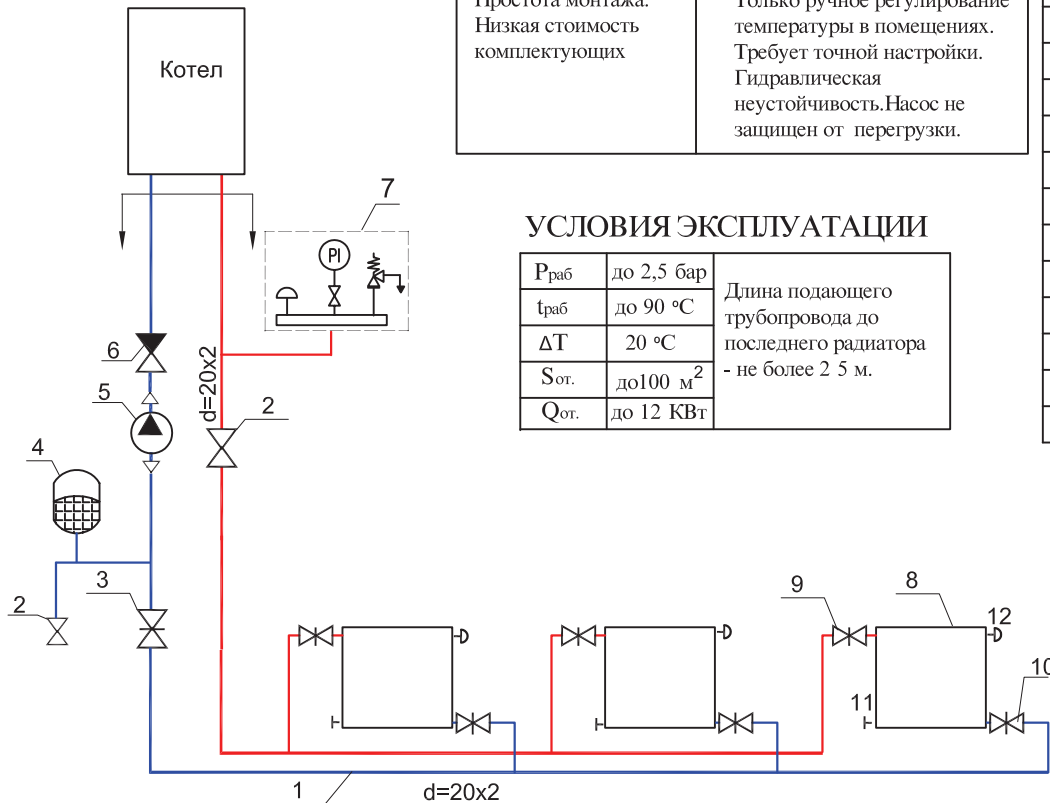 Простота монтажа.
Низкая стоимость
комплектующих
Только ручное регулирование
температуры в помещениях.
Требует точной настройки.
Гидравлическая
неустойчивость.Насос не
защищен от перегрузки.
Котел
7
PI
УСЛОВИЯ ЭКСПЛУАТАЦИИ
Pраб до 2,5 бар
tраб до 90 °C
ΔT 20 °C
Sот. до100 м²
Qот. до 12 КВт
Длина подающего
трубопровода до
последнего радиатора
- не более 2 5 м.
6
5
d=20x2
2
4
3
2
9
8
12
10
11
1
d=20x2